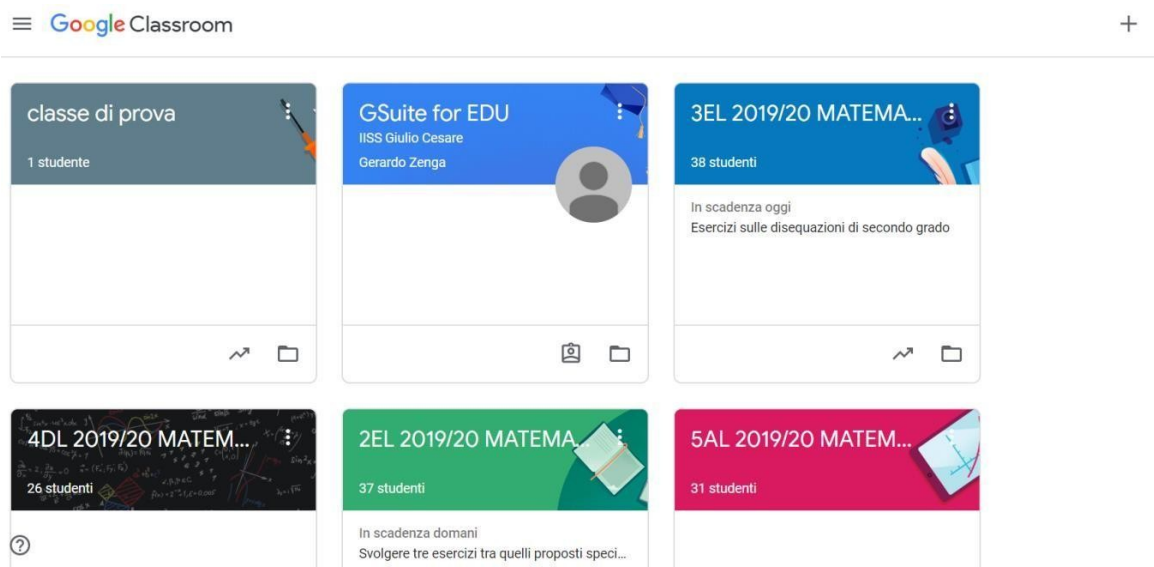 Google Classroom
classe di prova
1 studente
GSuite for EDU
IISS Giulio Cesare
Gerardo Zenga
3EL 2019/20 MATEMA...
38 studenti
In scadenza oggi
Esercizi sulle disequazioni di secondo grado
4DL 2019/20 MATEM...
26 studenti
2EL 2019/20 MATEMA...
37 studenti
In scadenza domani
Svolgere tre esercizi tra quelli proposti speci...
5AL 2019/20 MATEM...
31 studenti